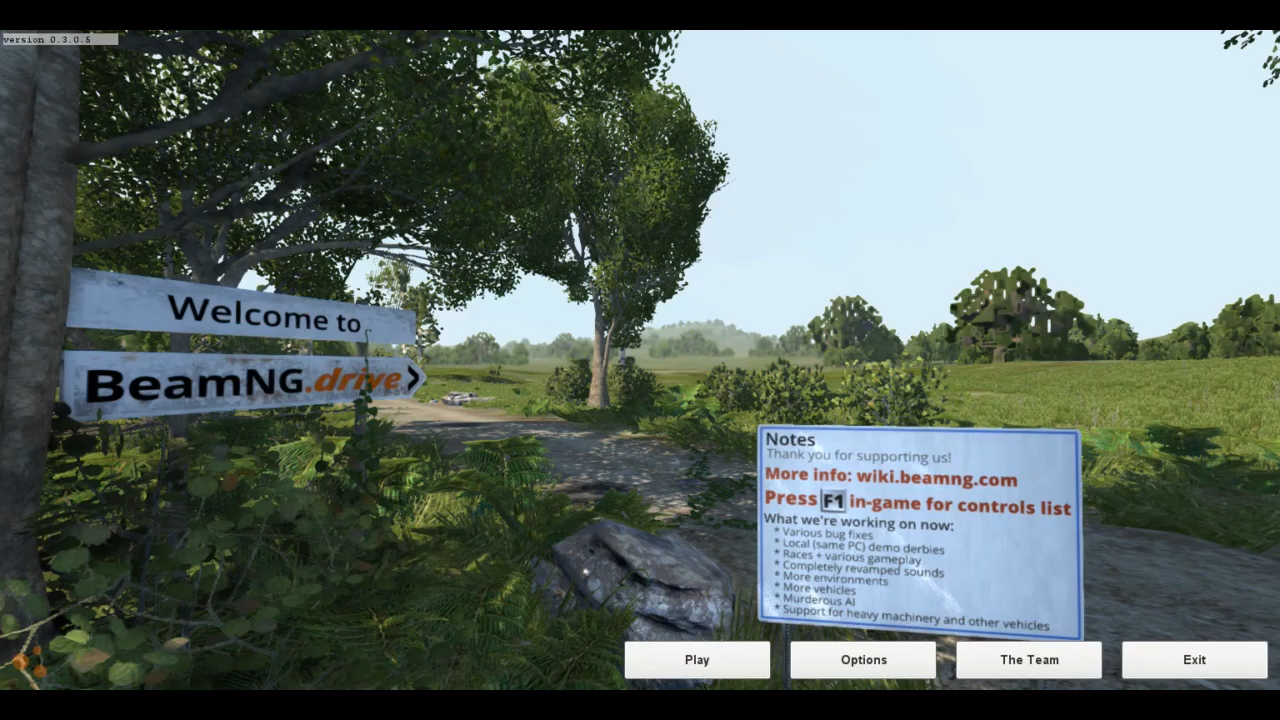 version 0.3.0.5
Welcome to
BeamNG.drive
Notes
Thank you for supporting us!
More info: wiki.beamng.com
Press F1 in-game for controls list
What we're working on now:
* Various bug fixes
* Local (same PC) demo derbies
* Races + various gameplay
* Completely revamped sounds
* More environments
* More vehicles
* Murderous AI
* Support for heavy machinery and other vehicles
Play Options The Team Exit